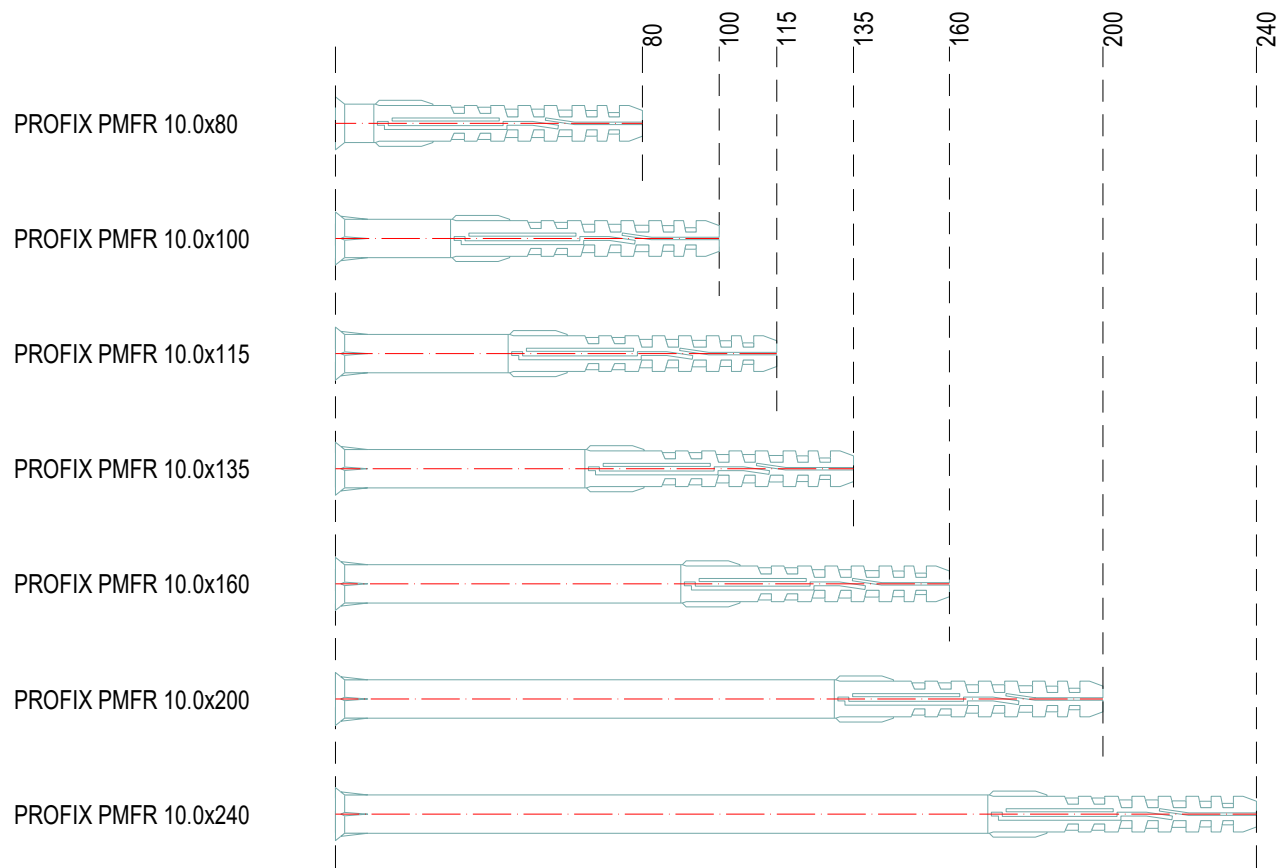 80
100
115
135
160
200
240
PROFIX PMFR 10.0x80
PROFIX PMFR 10.0x100
PROFIX PMFR 10.0x115
PROFIX PMFR 10.0x135
PROFIX PMFR 10.0x160
PROFIX PMFR 10.0x200
PROFIX PMFR 10.0x240